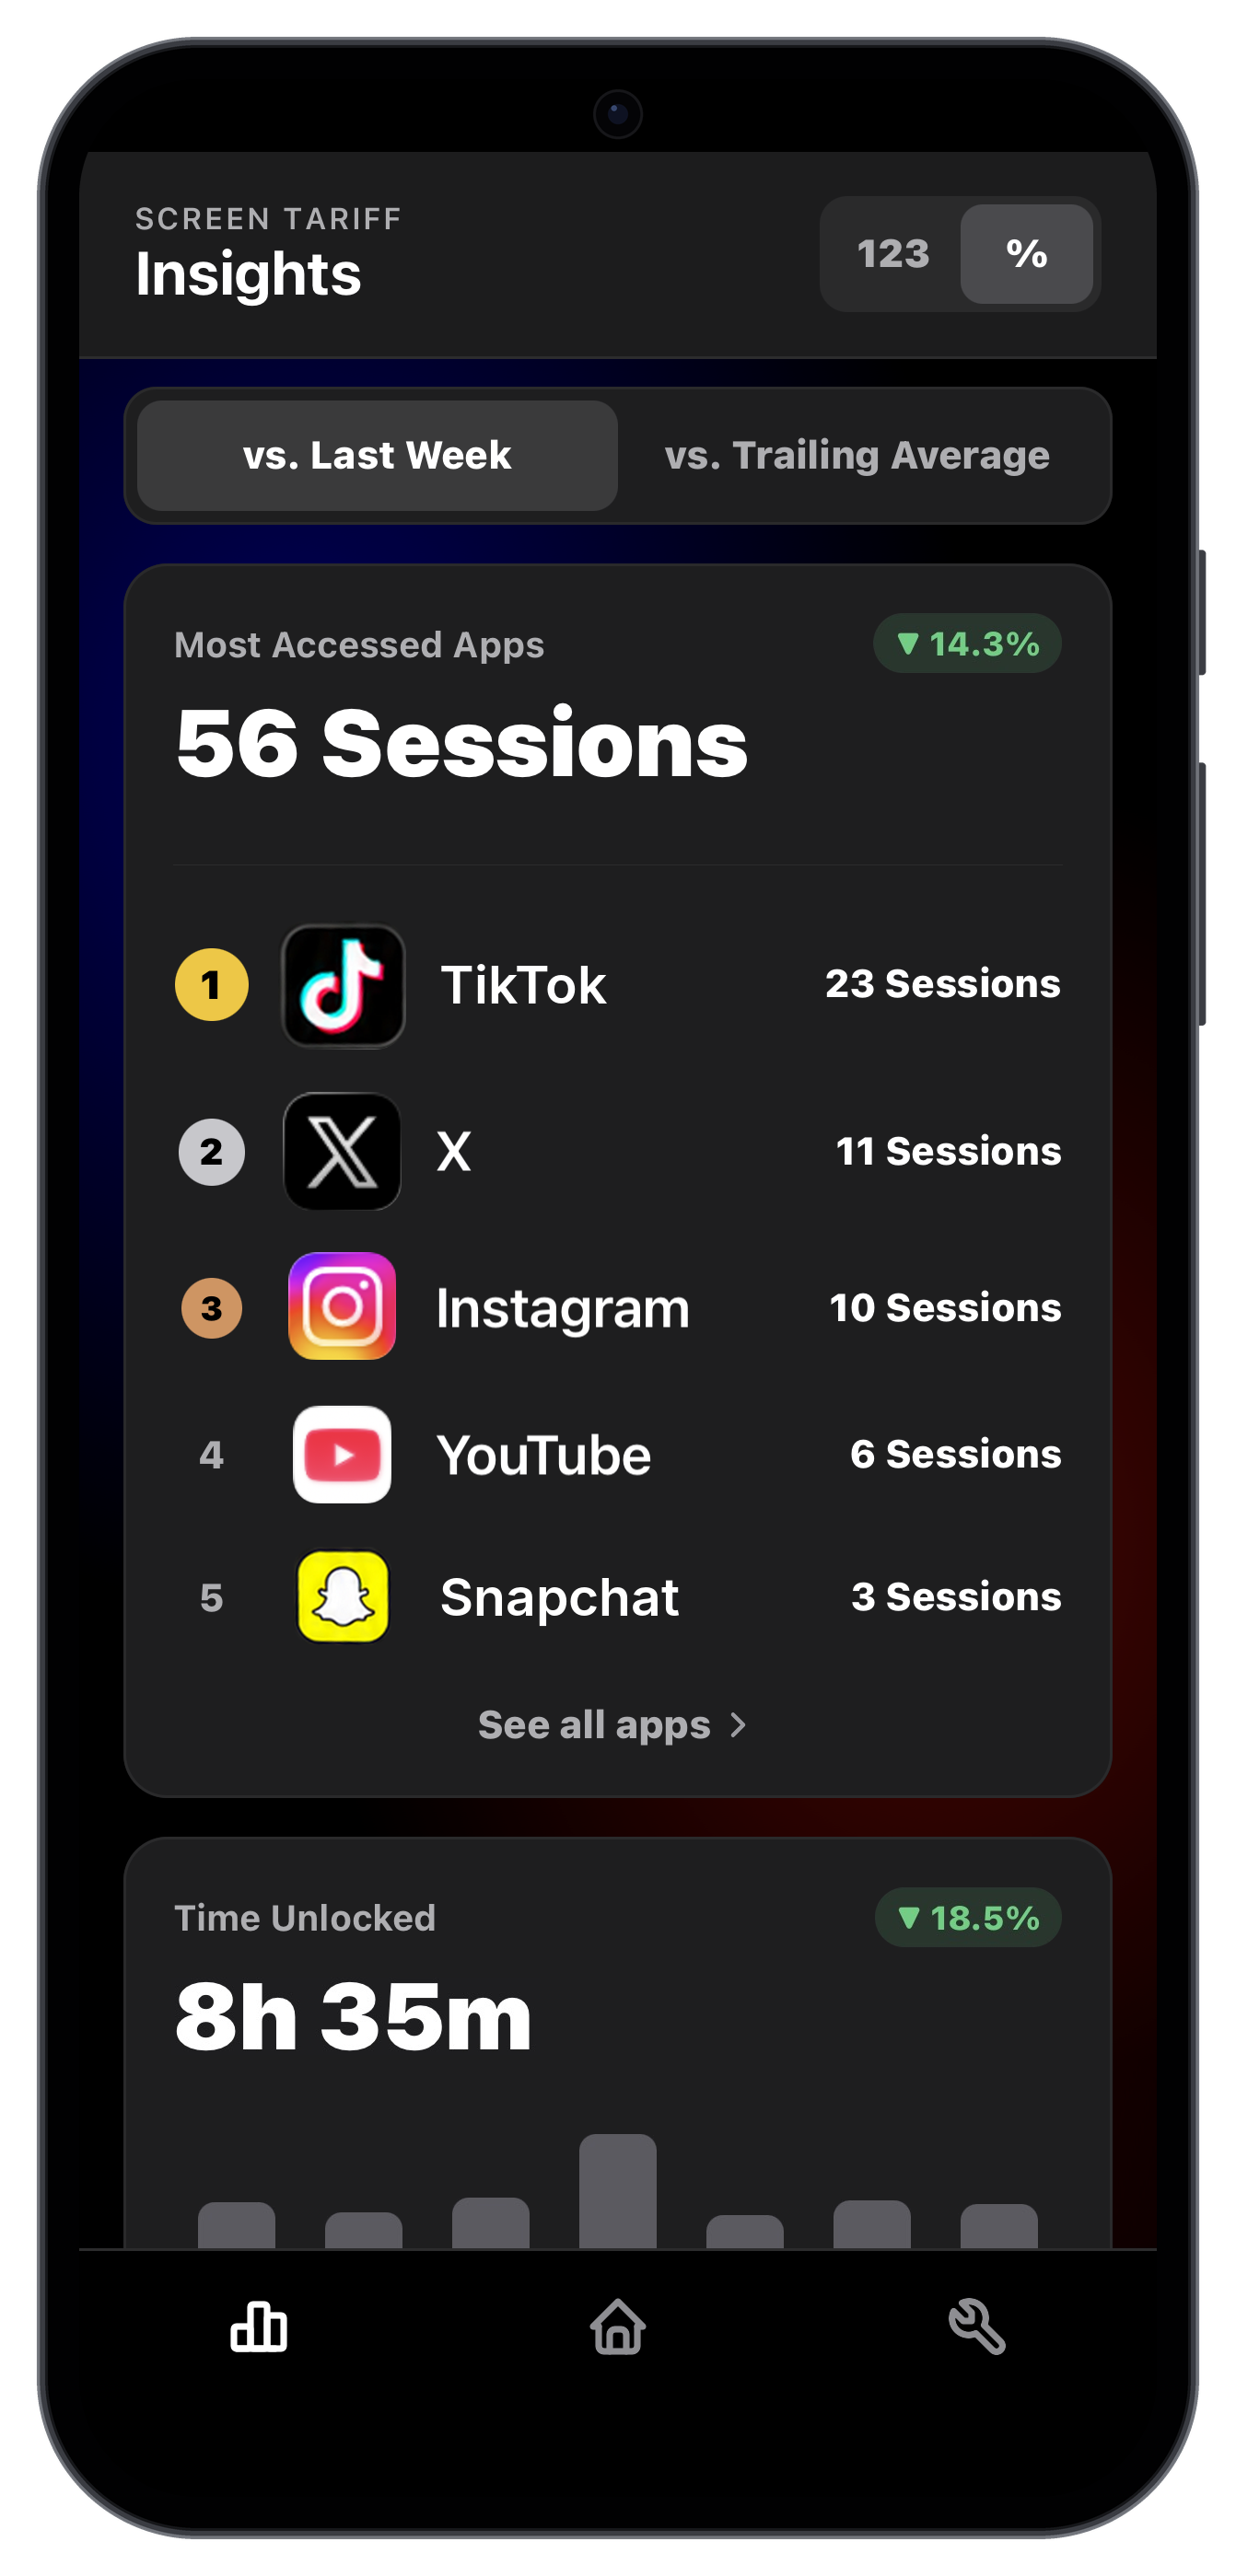 SCREEN TARIFF
Insights
123 %
vs. Last Week vs. Trailing Average
Most Accessed Apps ▼ 14.3%
56 Sessions
1 TikTok 23 Sessions
2 X 11 Sessions
3 Instagram 10 Sessions
4 YouTube 6 Sessions
5 Snapchat 3 Sessions
See all apps >
Time Unlocked ▼ 18.5%
8h 35m